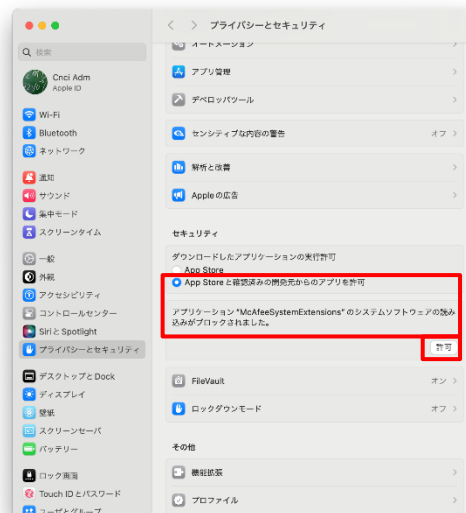 プライバシーとセキュリティ
検索
Cnci Adm
Apple ID
Wi-Fi
Bluetooth
ネットワーク
通知
サウンド
集中モード
スクリーンタイム
一般
外観
アクセシビリティ
コントロールセンター
Siri と Spotlight
プライバシーとセキュリティ
デスクトップと Dock
ディスプレイ
壁紙
スクリーンセーバ
バッテリー
ロック画面
Touch ID とパスワード
ユーザとグループ
オートメーション
アプリ管理
デベロッパツール
センシティブな内容の警告 オフ
解析と改善
Apple の広告
セキュリティ
ダウンロードしたアプリケーションの実行許可
App Store
App Store と確認済みの開発元からのアプリを許可
アプリケーション "McAfeeSystemExtensions" のシステムソフトウェアの読み
込みがブロックされました。
許可
FileVault オン
ロックダウンモード オフ
その他
機能拡張
プロファイル